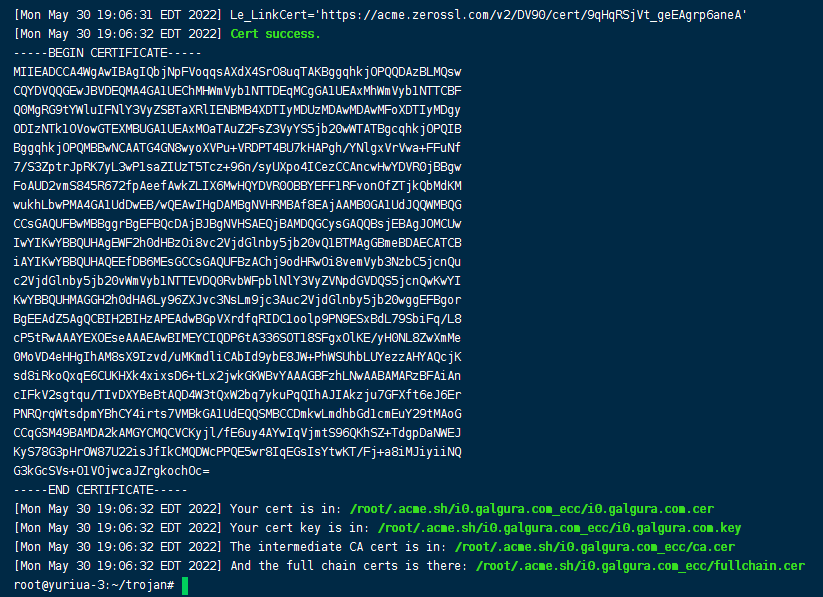 [Mon May 30 19:06:31 EDT 2022] Le_LinkCert='https://acme.zerossl.com/v2/DV90/cert/9qHqRSjVt_geEAgrp6aneA'
[Mon May 30 19:06:32 EDT 2022] Cert success.
-----BEGIN CERTIFICATE-----
MIIEADCCA4WgAwIBAgIQbjNpFVoqqsAXdX4SrO8uqTAKBggqhkjOPQQDAzBLMQsw
CQYDVQQGEwJBVDEQMA4GA1UEChMHWmVyb1NTTDEqMCgGA1UEAxMhWmVyb1NTTCBF
Q0MgRG9tYWluIFNlY3VyZSBTaXRlIENBMB4XDTIyMDUzMDAwMDAwMFoXDTIyMDgy
ODIzNTk1OVowGTEXMBUGA1UEAxMOaTAuZ2FsZ3VyYS5jb20wWTATBgcqhkjOPQIB
BggqhkjOPQMBBwNCAATG4GN8wyoXVPu+VRDPT4BU7kHAPgh/YNlgxVrVwa+FFuNf
7/S3ZptrJpRK7yL3wP1saZIUzT5Tcz+96n/syUXpo4ICezCCAncwHwYDVR0jBBgw
FoAUD2vmS845R672fpAeefAwkZLIX6MwHQYDVR0OBBYEFF1RFvonOfZTjkQbMdKM
wukhLbwPMA4GA1UdDwEB/wQEAwIHgDAMBgNVHRMBAf8EAjAAMB0GA1UdJQQWMBQG
CCsGAQUFBwMBBggrBgEFBQcDAjBJBgNVHSAEQjBAMDQGCysGAQQBsjEBAgJOMCUw
IwYIKwYBBQUHAgEWF2h0dHBzOi8vc2VjdGlnby5jb20vQ1BTMAgGBmeBDAECATCB
iAYIKwYBBQUHAQEEfDB6MEsGCCsGAQUFBzAChj9odHRwOi8vemVyb3NzbC5jcnQu
c2VjdGlnby5jb20vWmVyb1NTTEVDQ0RvbWFpblNlY3VyZVNpdGVDQS5jcnQwKwYI
KwYBBQUHMAGGH2h0dHA6Ly96ZXJvc3NsLm9jc3Auc2VjdGlnby5jb20wggEFBgor
BgEEAdZ5AgQCBIH2BIHzAPEAdwBGpVXrdfqRIDC1oolp9PN9ESxBdL79SbiFq/L8
cP5tRwAAAYEXOEseAAAEAwBIMEYCIQDP6tA336SOT18SFgxOlKE/yH0NL8ZwXmMe
0MoVD4eHHgIhAM8sX9Izvd/uMKmdliCAbId9ybE8JW+PhWSUhbLUYezzAHYAQcjK
sd8iRkoQxqE6CUKHXk4xixsD6+tLx2jwkGKWBvYAAAGBFzhLNwAABAMARzBFAiAn
cIFkV2sgtqu/TIvDXYBeBtAQD4W3tQxW2bq7ykuPqQIhAJIAkzju7GFXft6eJ6Er
PNRQrqWtsdpmYBhCY4irts7VMBkGA1UdEQQSMBCCDmkwLmdhbGd1cmEuY29tMAoG
CCqGSM49BAMDA2kAMGYCMQCVCKyjl/fE6uy4AYwIqVjmtS96QKhSZ+TdgpDaNWEJ
KyS78G3pHrOW87U22isJfIkCMQDWcPPQE5wr8IqEGsIsYtwKT/Fj+a8iMJiyiiNQ
G3kGcSVs+O1VOjwcaJZrgkochOc=
-----END CERTIFICATE-----
[Mon May 30 19:06:32 EDT 2022] Your cert is in: /root/.acme.sh/i0.galgura.com_ecc/i0.galgura.com.cer
[Mon May 30 19:06:32 EDT 2022] Your cert key is in: /root/.acme.sh/i0.galgura.com_ecc/i0.galgura.com.key
[Mon May 30 19:06:32 EDT 2022] The intermediate CA cert is in: /root/.acme.sh/i0.galgura.com_ecc/ca.cer
[Mon May 30 19:06:32 EDT 2022] And the full chain certs is there: /root/.acme.sh/i0.galgura.com_ecc/fullchain.cer
root@yuriua-3:~/trojan#